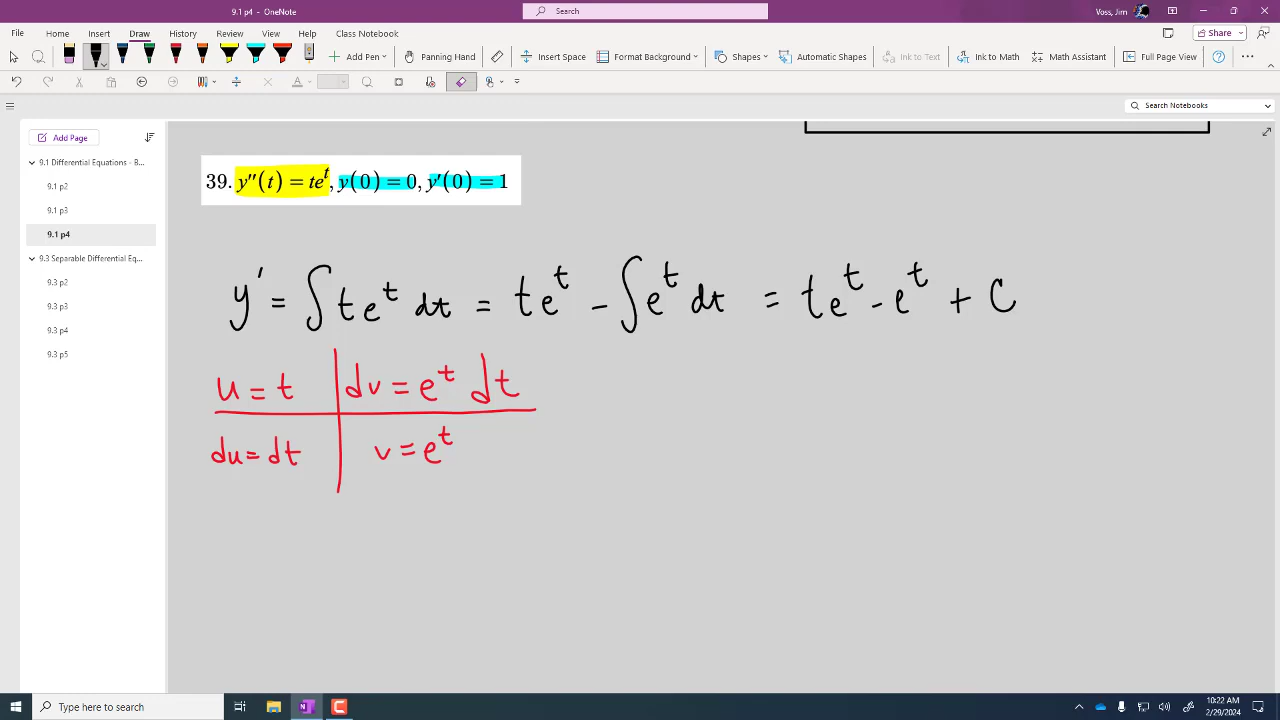 9.1 p4 - OneNote
Search
Voss, Jim
File Home Insert Draw History Review View Help Class Notebook
Share
Add Pen Panning Hand Insert Space Format Background Shapes Automatic Shapes Ink to Text Ink to Math Math Assistant Full Page View
Search Notebooks
Add Page
9.1 Differential Equations - B...
9.1 p2
9.1 p3
9.1 p4
9.3 Separable Differential Eq...
9.3 p2
9.3 p3
9.3 p4
9.3 p5
39. y″(t) = te^t, y(0) = 0, y′(0) = 1
y' = ∫ t e^t dt = t e^t - ∫ e^t dt = t e^t - e^t + C
u = t | dv = e^t dt
du = dt | v = e^t
Type here to search
10:22 AM
2/29/2024